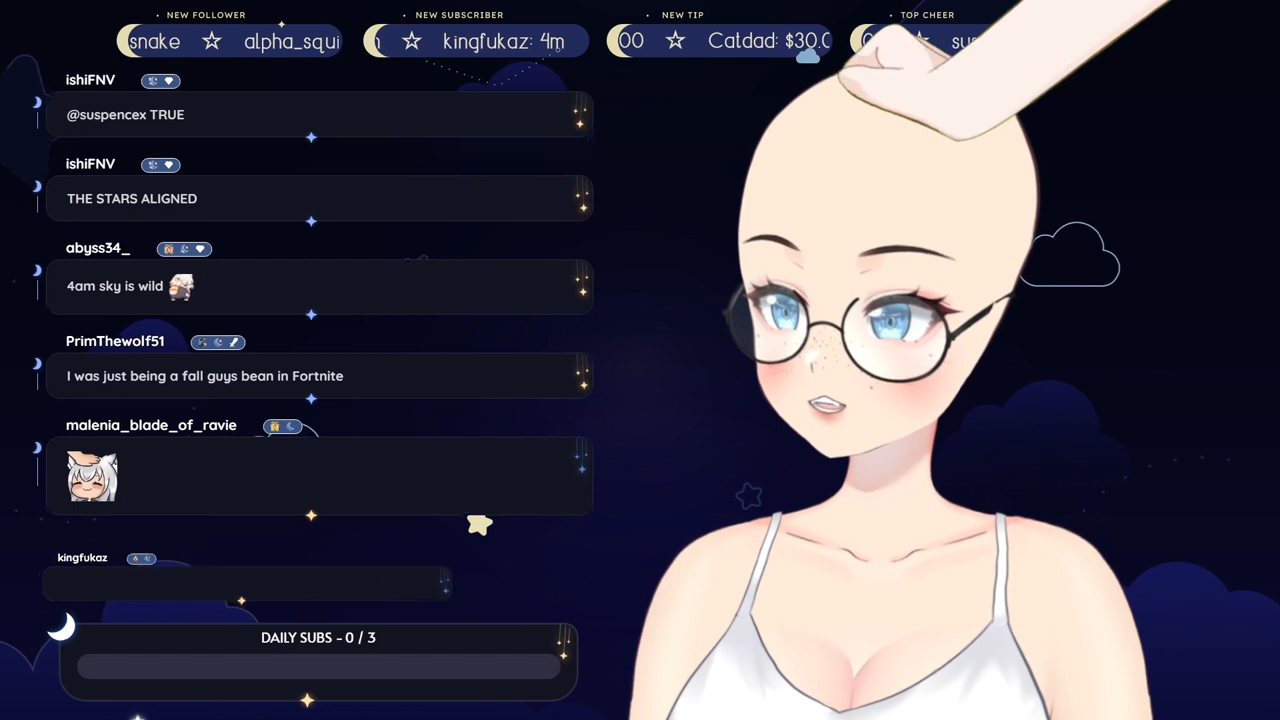 NEW FOLLOWER
NEW SUBSCRIBER
NEW TIP
TOP CHEER
snake ☆ alpha_squi
☆ kingfukaz: 4m
00 ☆ Catdad: $30.0
ishiFNV
@suspencex TRUE
ishiFNV
THE STARS ALIGNED
abyss34_
4am sky is wild
PrimThewolf51
I was just being a fall guys bean in Fortnite
malenia_blade_of_ravie
kingfukaz
DAILY SUBS - 0 / 3